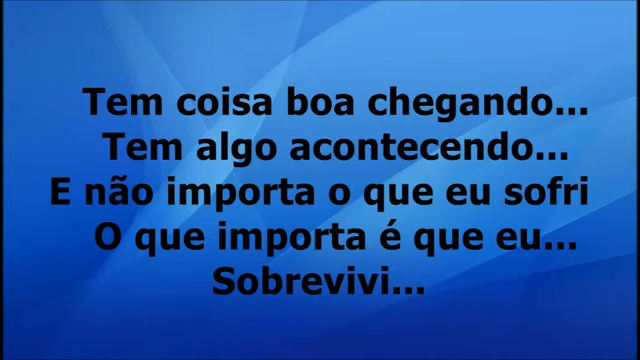 Tem coisa boa chegando...
Tem algo acontecendo...
E não importa o que eu sofri
O que importa é que eu...
Sobrevivi...